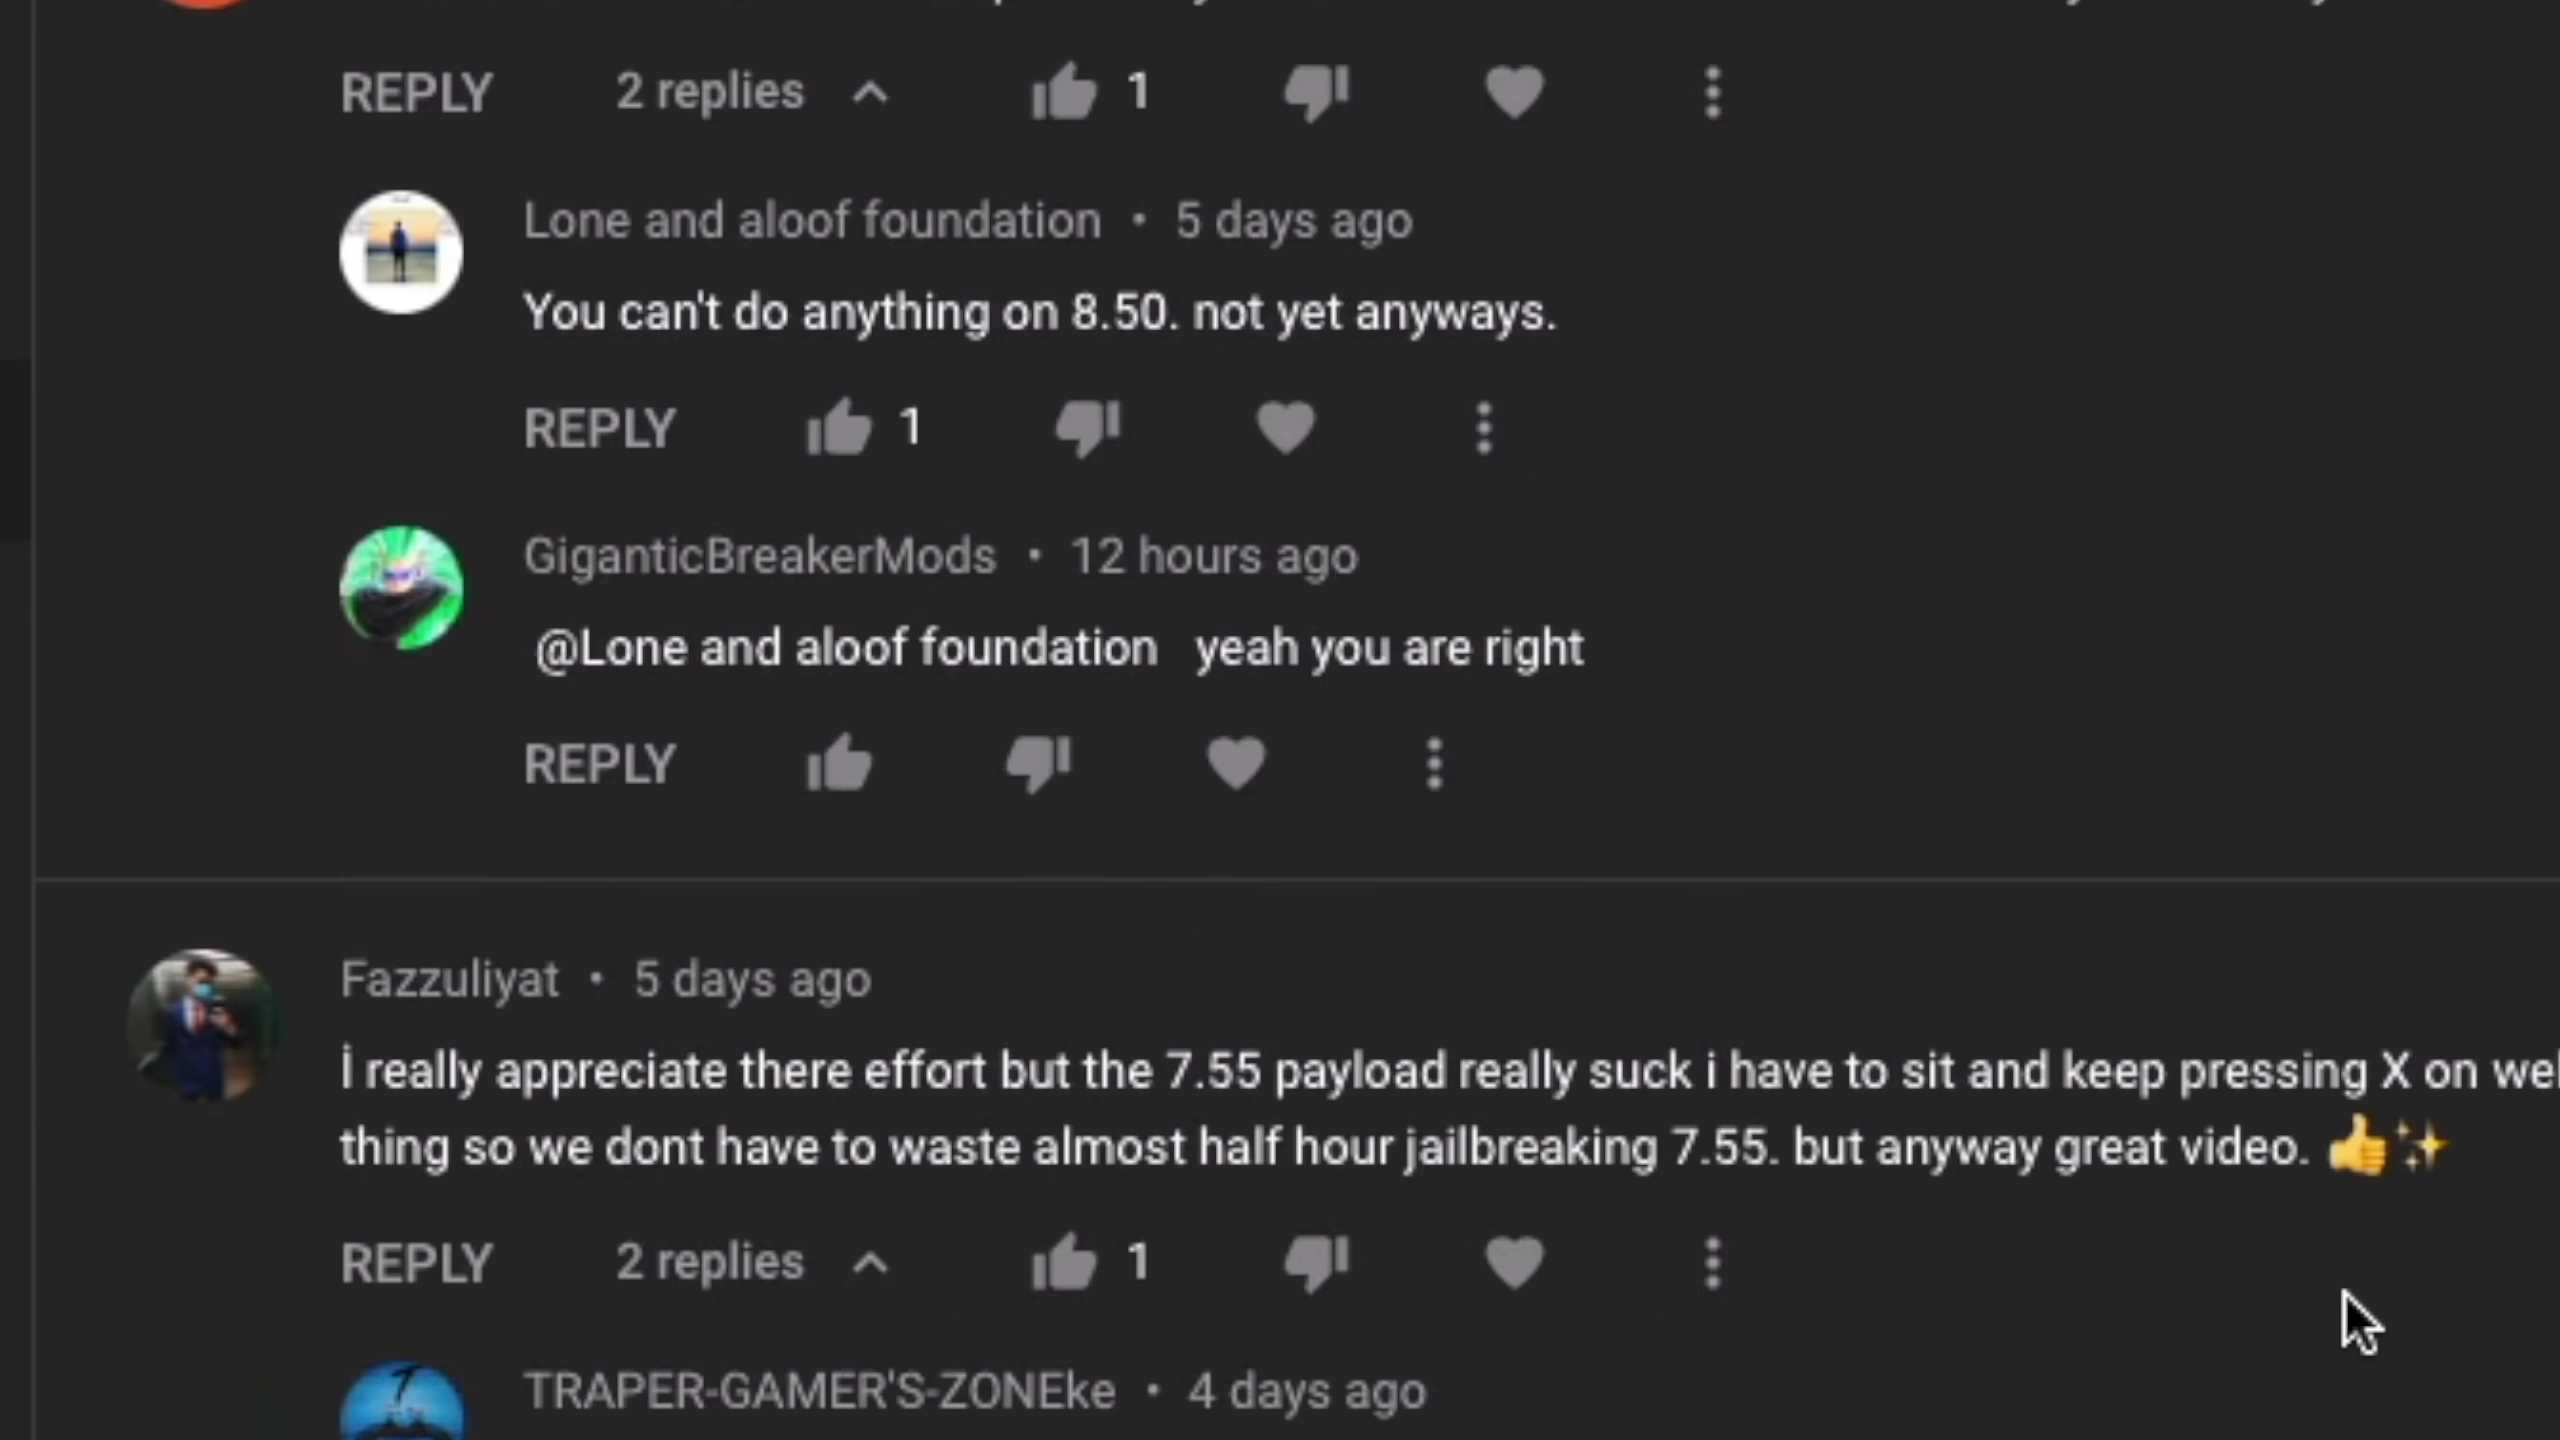 REPLY 2 replies 1
Lone and aloof foundation • 5 days ago
You can't do anything on 8.50. not yet anyways.
REPLY 1
GiganticBreakerMods • 12 hours ago
@Lone and aloof foundation yeah you are right
REPLY
Fazzuliyat • 5 days ago
İ really appreciate there effort but the 7.55 payload really suck i have to sit and keep pressing X on
thing so we dont have to waste almost half hour jailbreaking 7.55. but anyway great video. 👍✨
REPLY 2 replies 1
TRAPER-GAMER'S-ZONEke • 4 days ago